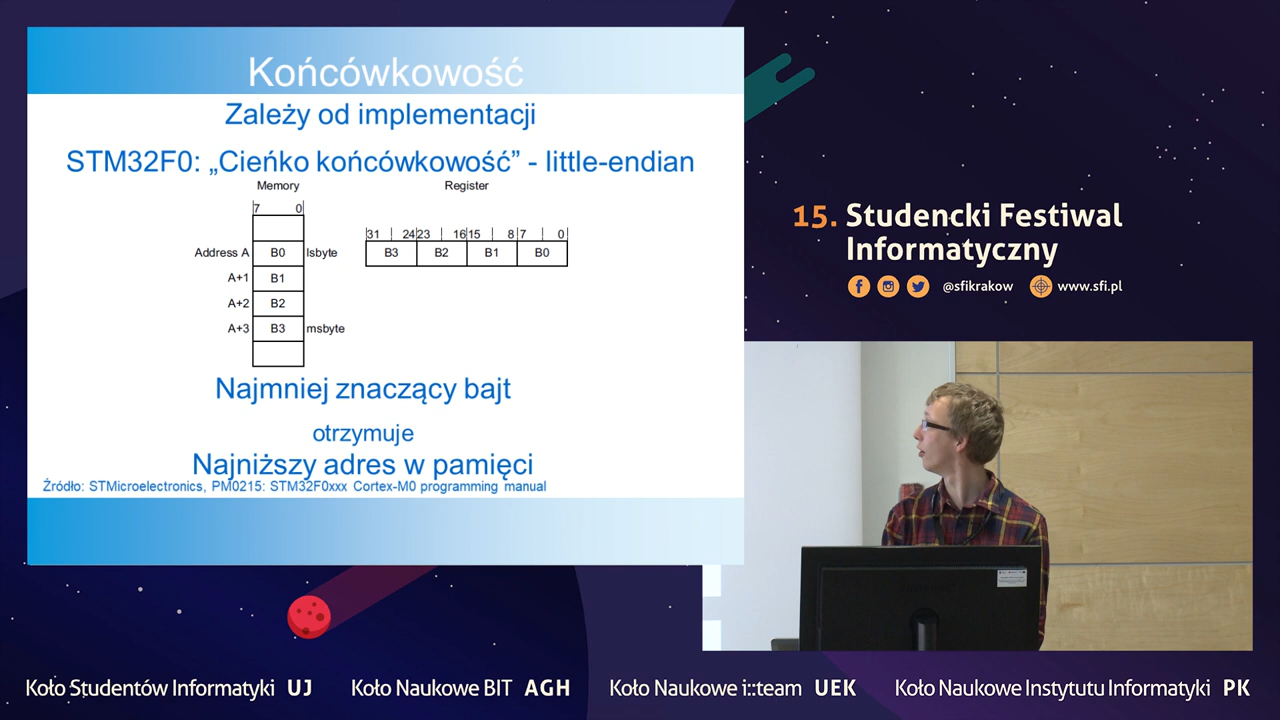 Końcówkowość
Zależy od implementacji
STM32F0: „Cieńko końcówkowość” - little-endian
Memory
Register
7 0
31 24 23 16 15 8 7 0
Address A B0 lsbyte
B3 B2 B1 B0
A+1 B1
A+2 B2
A+3 B3 msbyte
Najmniej znaczący bajt
otrzymuje
Najniższy adres w pamięci
Źródło: STMicroelectronics, PM0215: STM32F0xxx Cortex-M0 programming manual
15. Studencki Festiwal
Informatyczny
@sfikrakow www.sfi.pl
Koło Studentów Informatyki UJ
Koło Naukowe BIT AGH
Koło Naukowe i::team UEK
Koło Naukowe Instytutu Informatyki PK